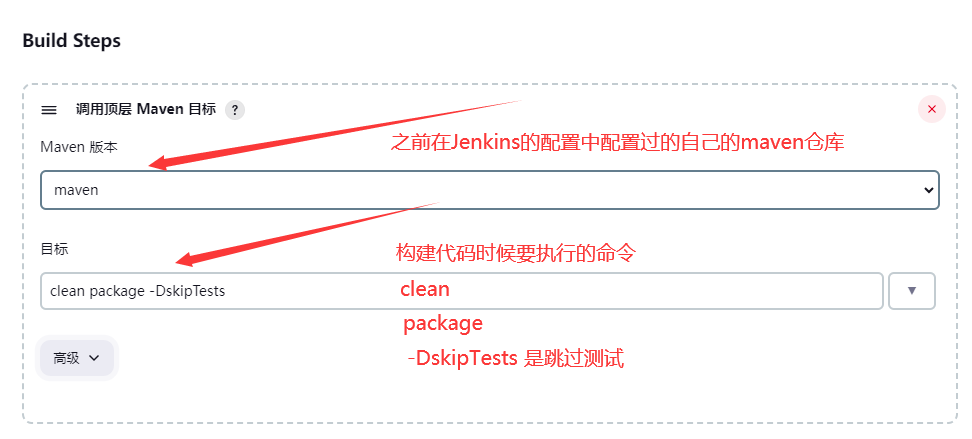 Build Steps
调用顶层 Maven 目标 ?
Maven 版本
之前在Jenkins的配置中配置过的自己的maven仓库
maven
目标
构建代码时候要执行的命令
clean package -DskipTests
clean
package
-DskipTests 是跳过测试
高级